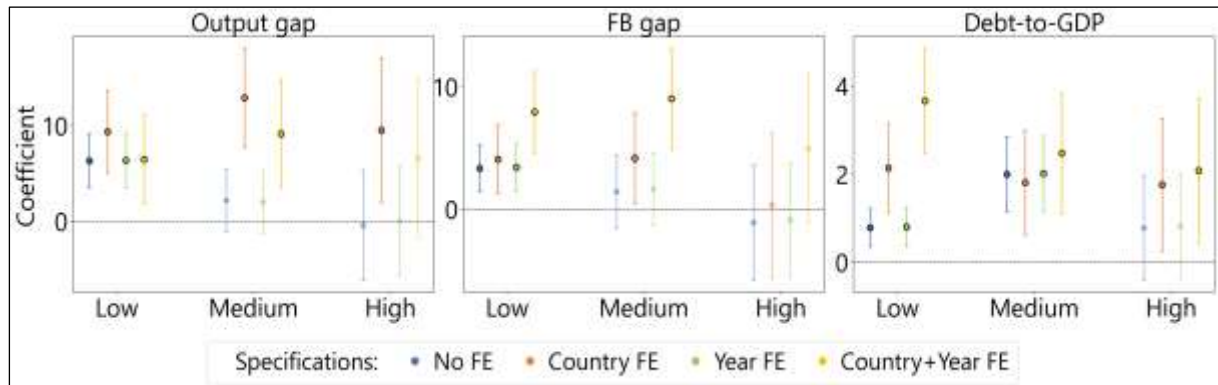 Output gap
FB gap
Debt-to-GDP
Coefficient
10
0
10
0
4
2
0
Low Medium High
Low Medium High
Low Medium High
Specifications: No FE Country FE Year FE Country+Year FE